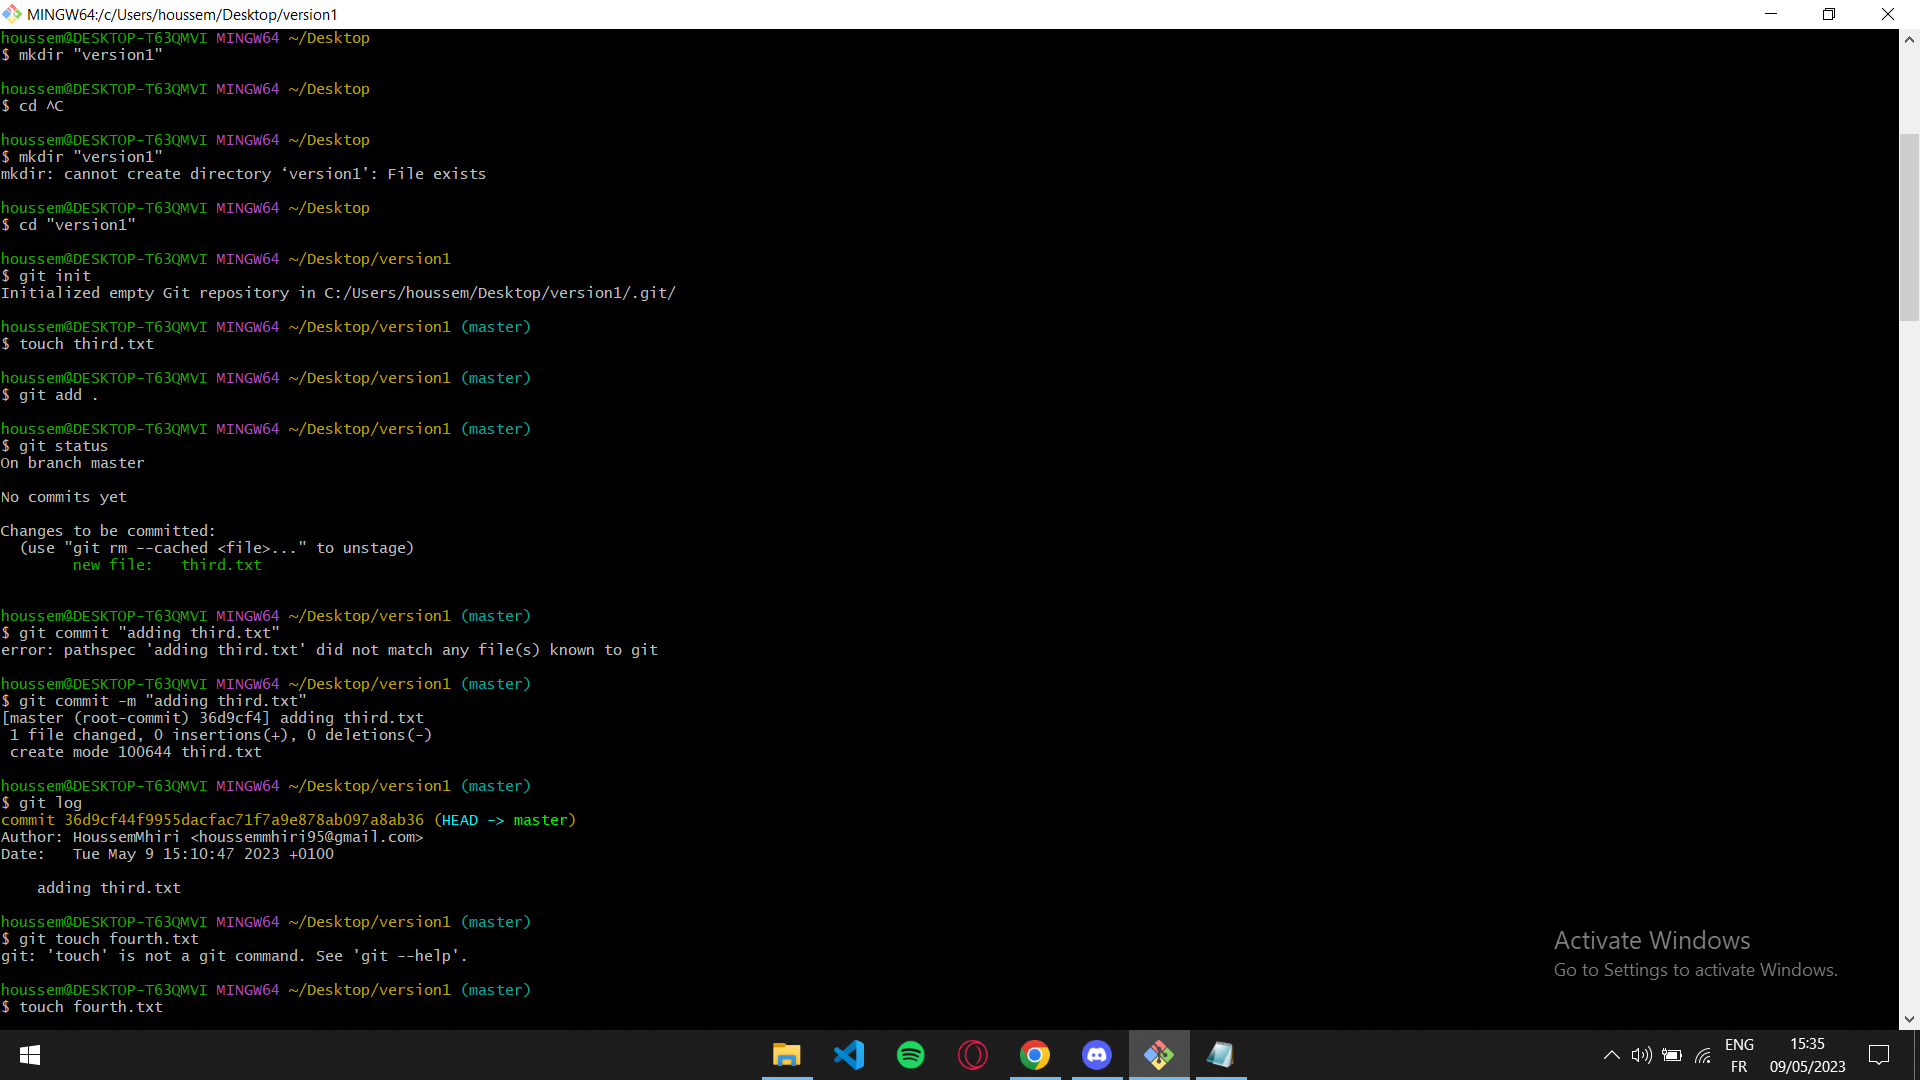 MINGW64:/c/Users/houssem/Desktop/version1
houssem@DESKTOP-T63QMVI MINGW64 ~/Desktop
$ mkdir "version1"
houssem@DESKTOP-T63QMVI MINGW64 ~/Desktop
$ cd ^C
houssem@DESKTOP-T63QMVI MINGW64 ~/Desktop
$ mkdir "version1"
mkdir: cannot create directory ‘version1’: File exists
houssem@DESKTOP-T63QMVI MINGW64 ~/Desktop
$ cd "version1"
houssem@DESKTOP-T63QMVI MINGW64 ~/Desktop/version1
$ git init
Initialized empty Git repository in C:/Users/houssem/Desktop/version1/.git/
houssem@DESKTOP-T63QMVI MINGW64 ~/Desktop/version1 (master)
$ touch third.txt
houssem@DESKTOP-T63QMVI MINGW64 ~/Desktop/version1 (master)
$ git add .
houssem@DESKTOP-T63QMVI MINGW64 ~/Desktop/version1 (master)
$ git status
On branch master
No commits yet
Changes to be committed:
  (use "git rm --cached <file>..." to unstage)
        new file:   third.txt
houssem@DESKTOP-T63QMVI MINGW64 ~/Desktop/version1 (master)
$ git commit "adding third.txt"
error: pathspec 'adding third.txt' did not match any file(s) known to git
houssem@DESKTOP-T63QMVI MINGW64 ~/Desktop/version1 (master)
$ git commit -m "adding third.txt"
[master (root-commit) 36d9cf4] adding third.txt
 1 file changed, 0 insertions(+), 0 deletions(-)
 create mode 100644 third.txt
houssem@DESKTOP-T63QMVI MINGW64 ~/Desktop/version1 (master)
$ git log
commit 36d9cf44f9955dacfac71f7a9e878ab097a8ab36 (HEAD -> master)
Author: HoussemMhiri <houssemmhiri95@gmail.com>
Date:   Tue May 9 15:10:47 2023 +0100
    adding third.txt
houssem@DESKTOP-T63QMVI MINGW64 ~/Desktop/version1 (master)
$ git touch fourth.txt
git: 'touch' is not a git command. See 'git --help'.
houssem@DESKTOP-T63QMVI MINGW64 ~/Desktop/version1 (master)
$ touch fourth.txt
Activate Windows
Go to Settings to activate Windows.
ENG
FR
15:35
09/05/2023